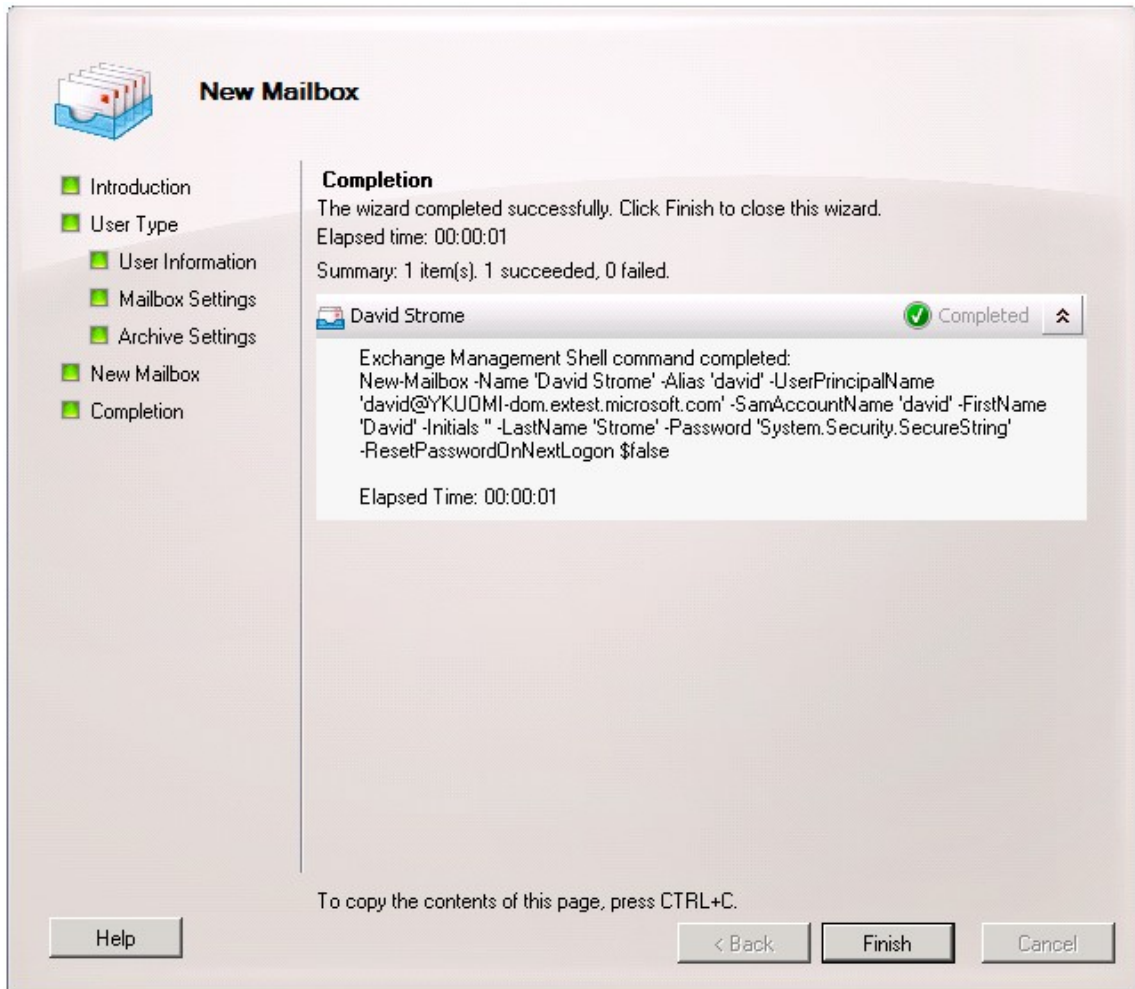 New Mailbox
Introduction
User Type
User Information
Mailbox Settings
Archive Settings
New Mailbox
Completion
Completion
The wizard completed successfully. Click Finish to close this wizard.
Elapsed time: 00:00:01
Summary: 1 item(s). 1 succeeded, 0 failed.
David Strome
Completed
Exchange Management Shell command completed:
New-Mailbox -Name 'David Strome' -Alias 'david' -UserPrincipalName
'david@YKUOMI-dom.extest.microsoft.com' -SamAccountName 'david' -FirstName
'David' -Initials '' -LastName 'Strome' -Password 'System.Security.SecureString'
-ResetPasswordOnNextLogon $false
Elapsed Time: 00:00:01
To copy the contents of this page, press CTRL+C.
Help
< Back
Finish
Cancel